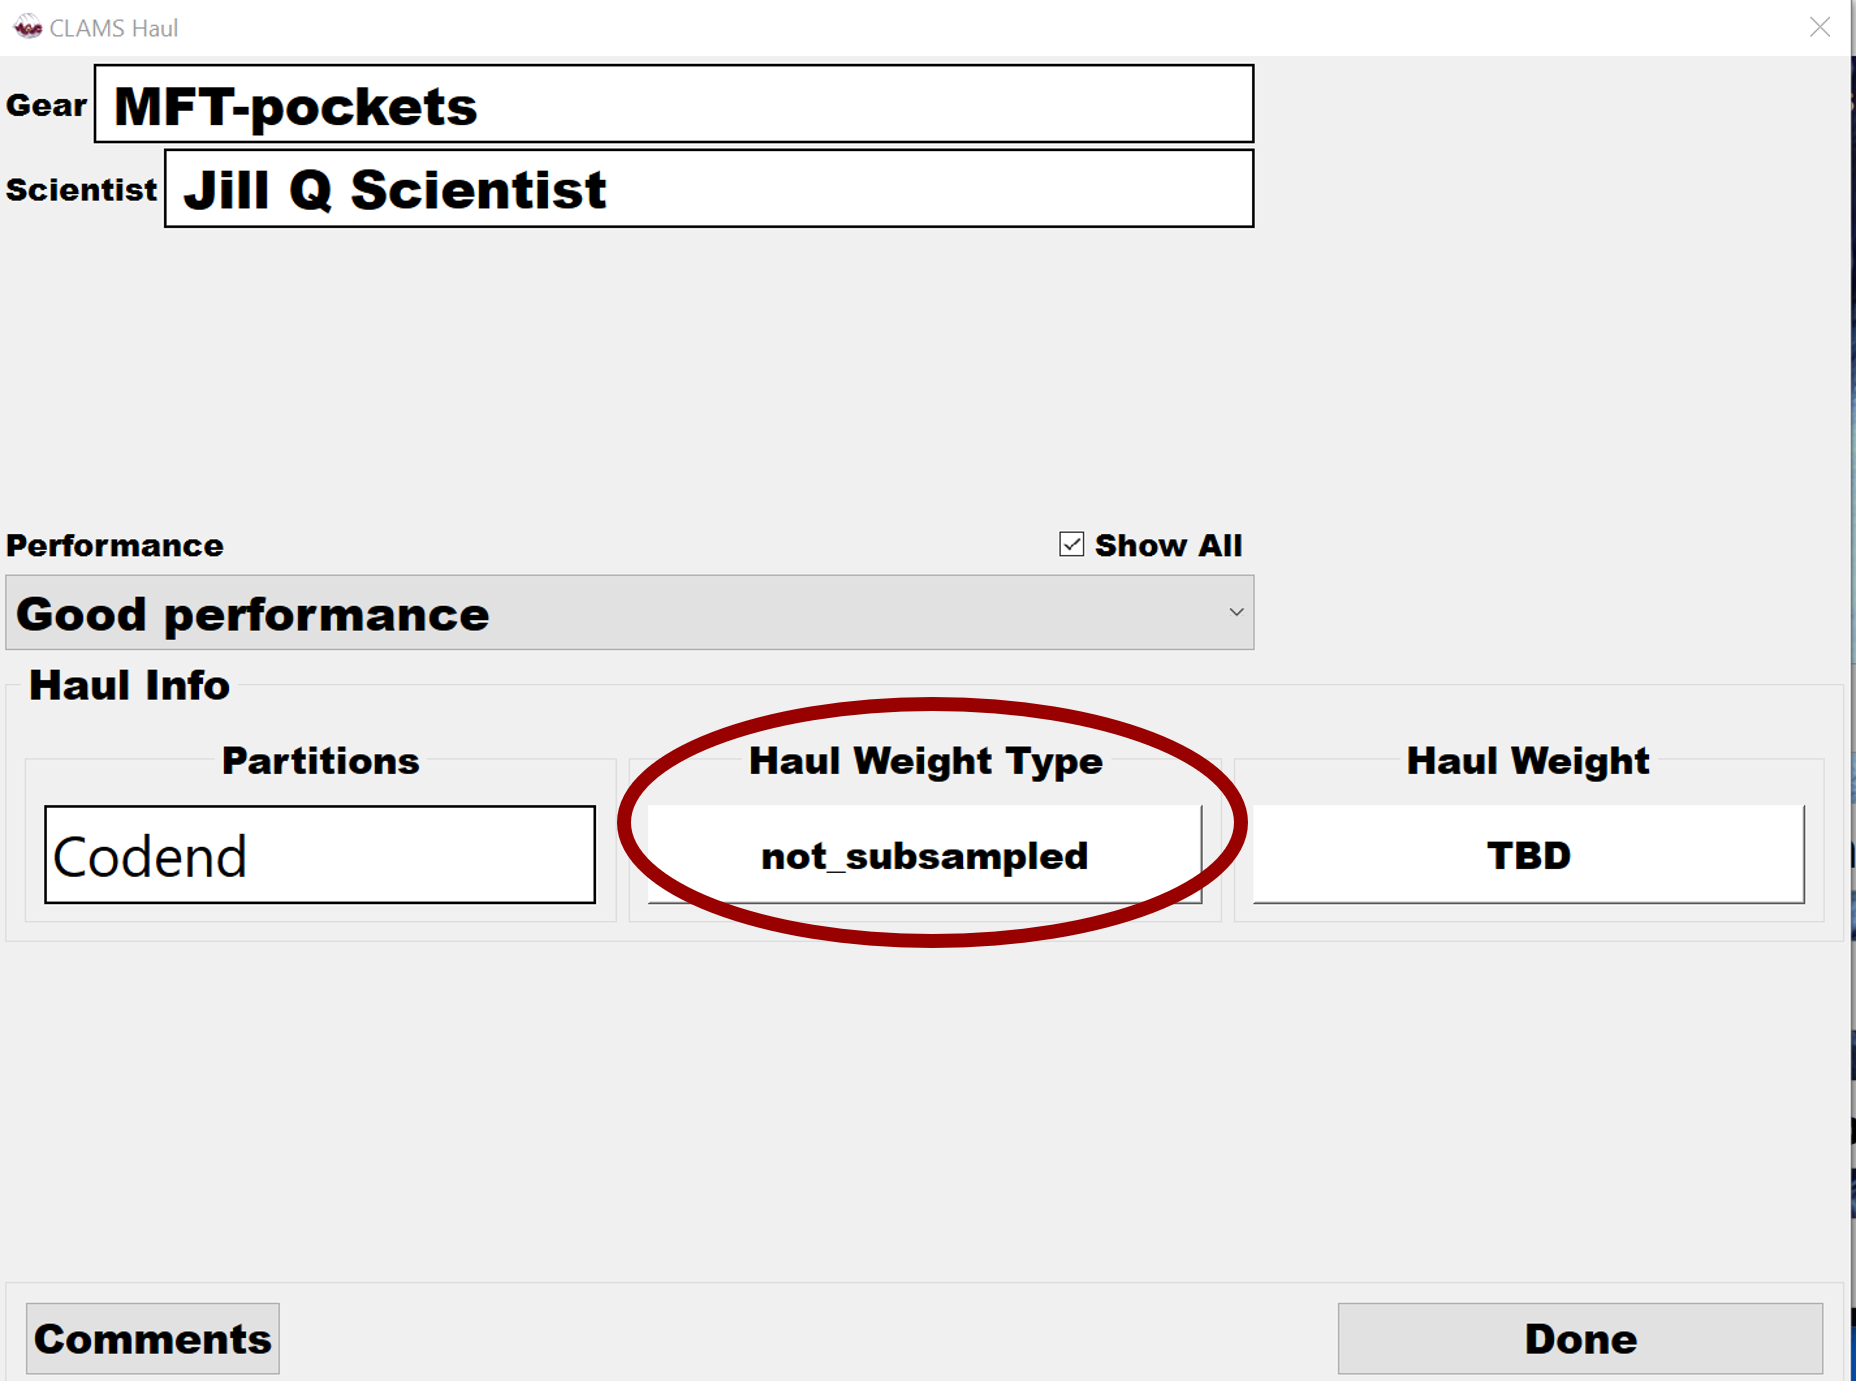 CLAMS Haul
Gear MFT-pockets
Scientist Jill Q Scientist
Performance Show All
Good performance
Haul Info
Partitions Haul Weight Type Haul Weight
Codend not_subsampled TBD
Comments Done